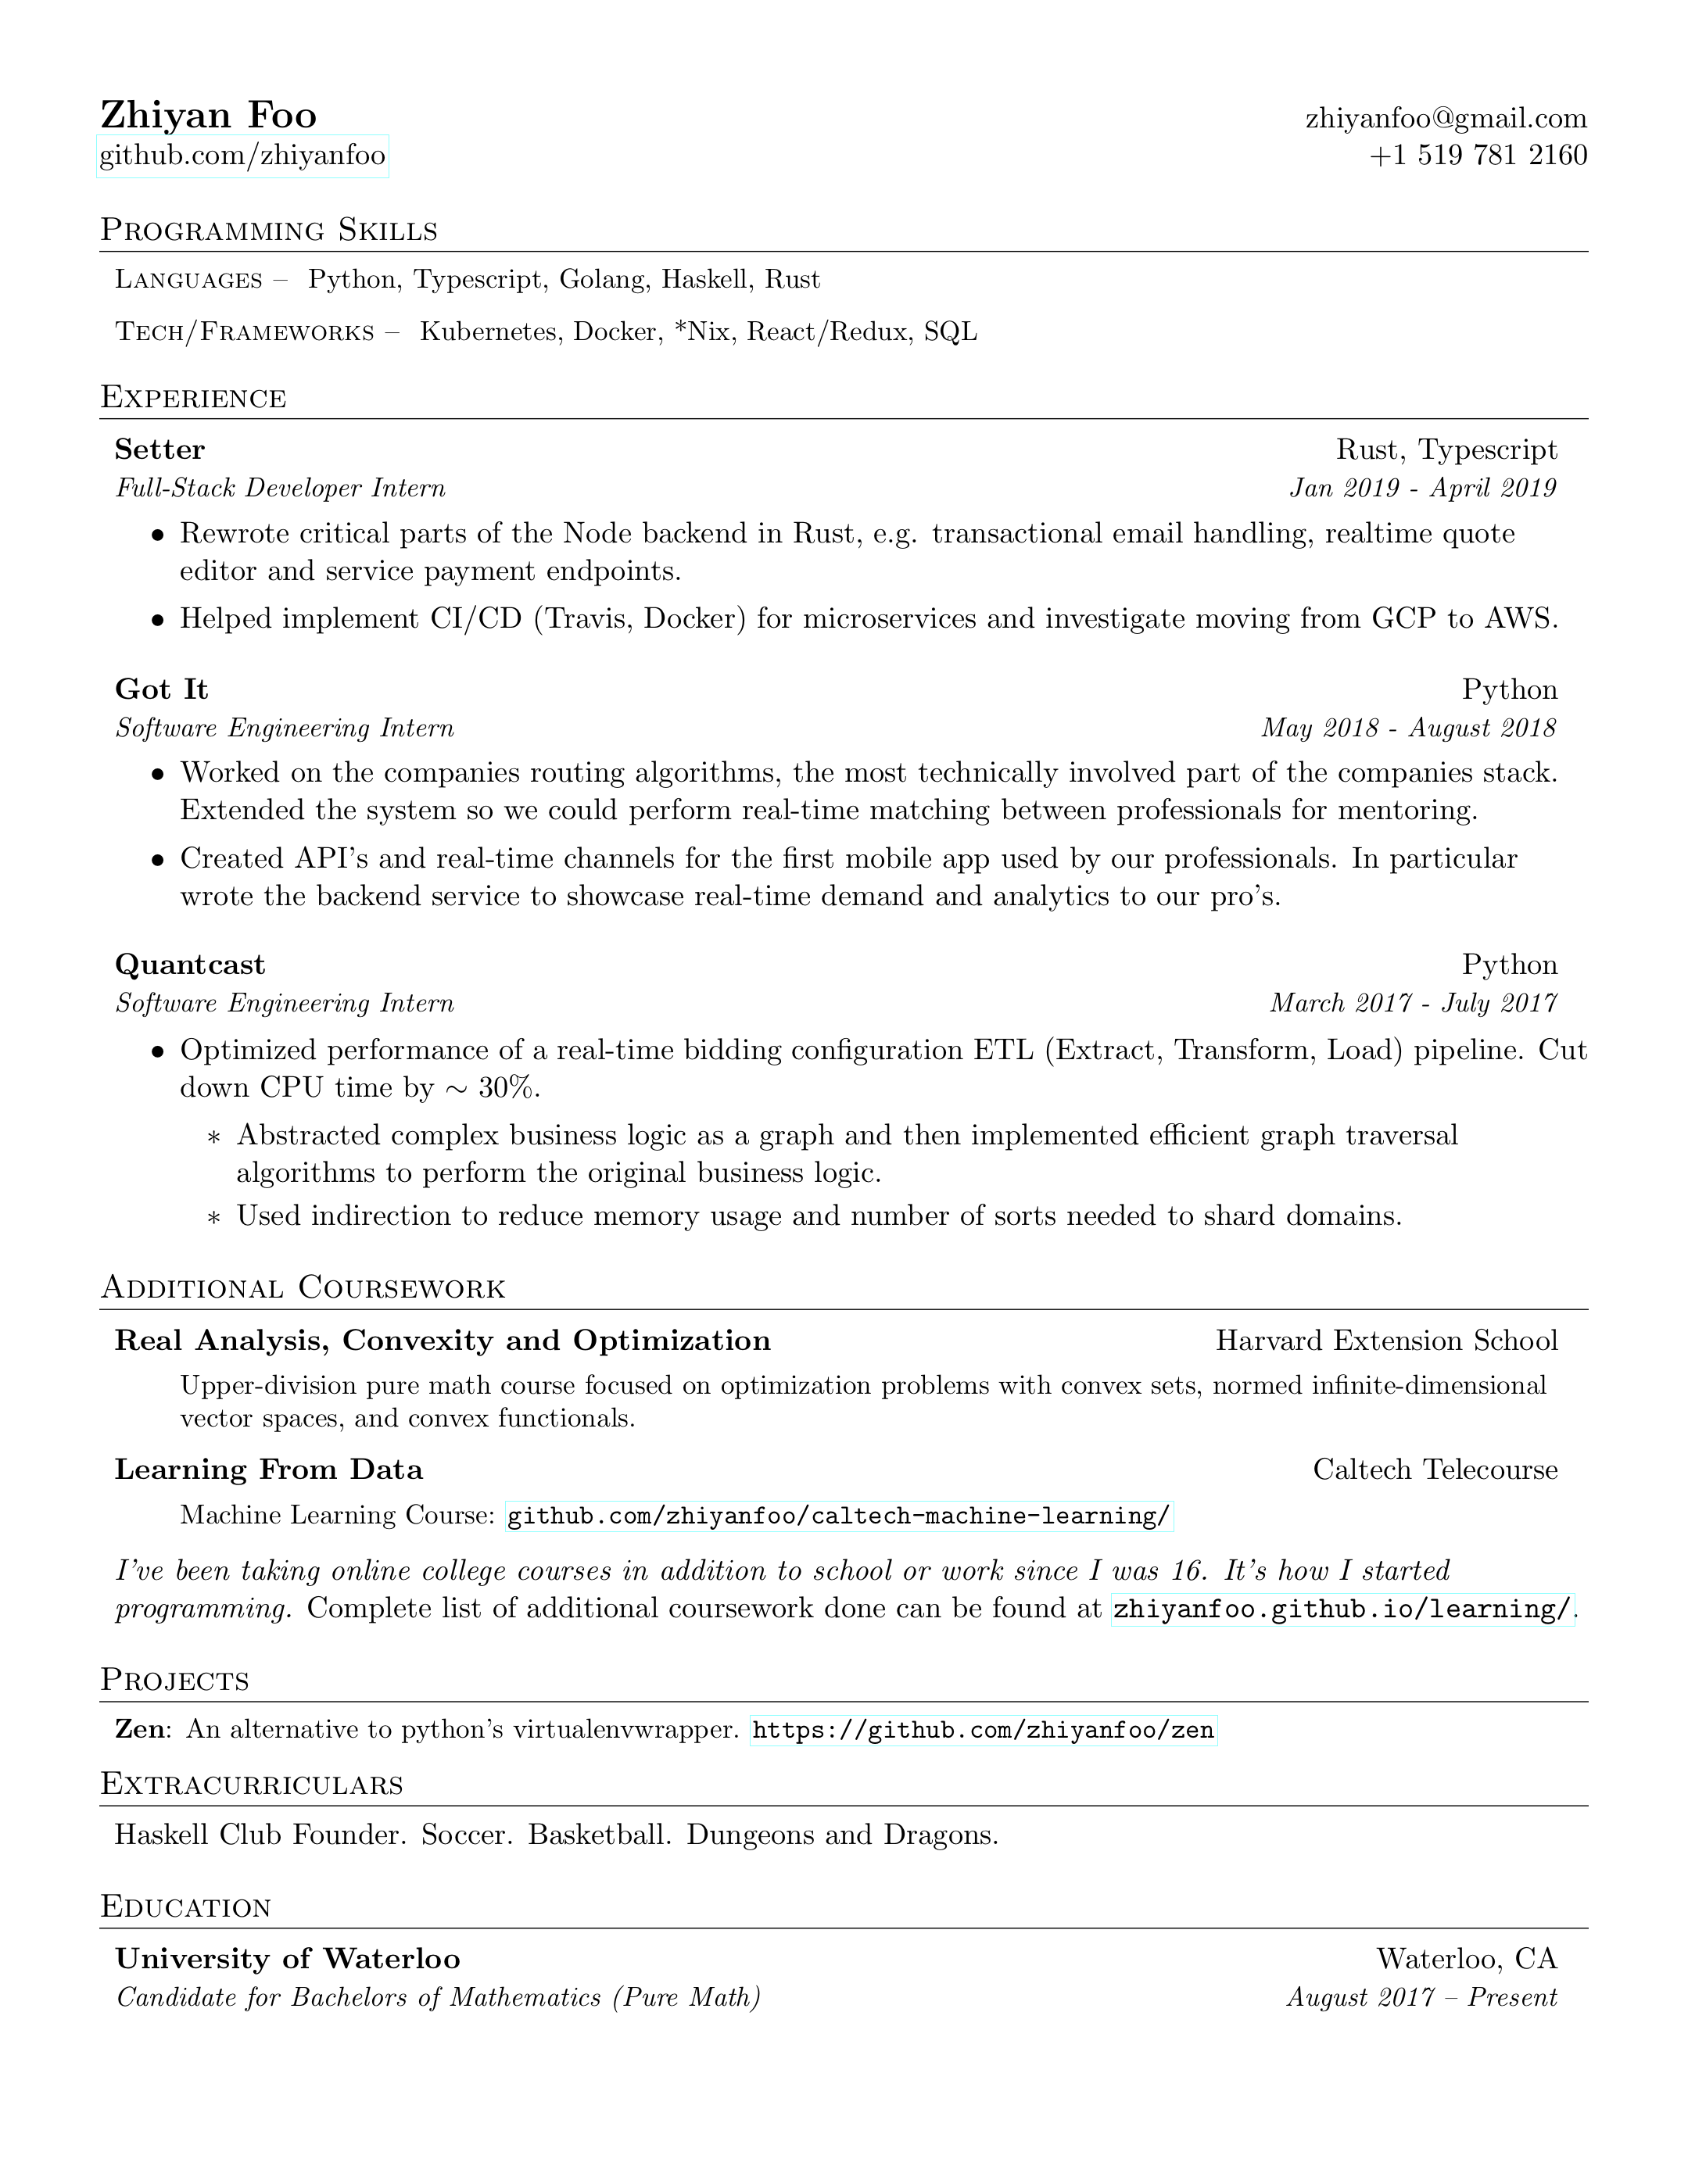 Zhiyan Foo zhiyanfoo@gmail.com
github.com/zhiyanfoo +1 519 781 2160
Programming Skills
Languages – Python, Typescript, Golang, Haskell, Rust
Tech/Frameworks – Kubernetes, Docker, *Nix, React/Redux, SQL
Experience
Setter Rust, Typescript
Full-Stack Developer Intern Jan 2019 - April 2019
• Rewrote critical parts of the Node backend in Rust, e.g. transactional email handling, realtime quote
editor and service payment endpoints.
• Helped implement CI/CD (Travis, Docker) for microservices and investigate moving from GCP to AWS.
Got It Python
Software Engineering Intern May 2018 - August 2018
• Worked on the companies routing algorithms, the most technically involved part of the companies stack.
Extended the system so we could perform real-time matching between professionals for mentoring.
• Created API's and real-time channels for the first mobile app used by our professionals. In particular
wrote the backend service to showcase real-time demand and analytics to our pro's.
Quantcast Python
Software Engineering Intern March 2017 - July 2017
• Optimized performance of a real-time bidding configuration ETL (Extract, Transform, Load) pipeline. Cut
down CPU time by ∼ 30%.
∗ Abstracted complex business logic as a graph and then implemented efficient graph traversal
algorithms to perform the original business logic.
∗ Used indirection to reduce memory usage and number of sorts needed to shard domains.
Additional Coursework
Real Analysis, Convexity and Optimization Harvard Extension School
Upper-division pure math course focused on optimization problems with convex sets, normed infinite-dimensional
vector spaces, and convex functionals.
Learning From Data Caltech Telecourse
Machine Learning Course: github.com/zhiyanfoo/caltech-machine-learning/
I've been taking online college courses in addition to school or work since I was 16. It's how I started
programming. Complete list of additional coursework done can be found at zhiyanfoo.github.io/learning/.
Projects
Zen: An alternative to python's virtualenvwrapper. https://github.com/zhiyanfoo/zen
Extracurriculars
Haskell Club Founder. Soccer. Basketball. Dungeons and Dragons.
Education
University of Waterloo Waterloo, CA
Candidate for Bachelors of Mathematics (Pure Math) August 2017 – Present